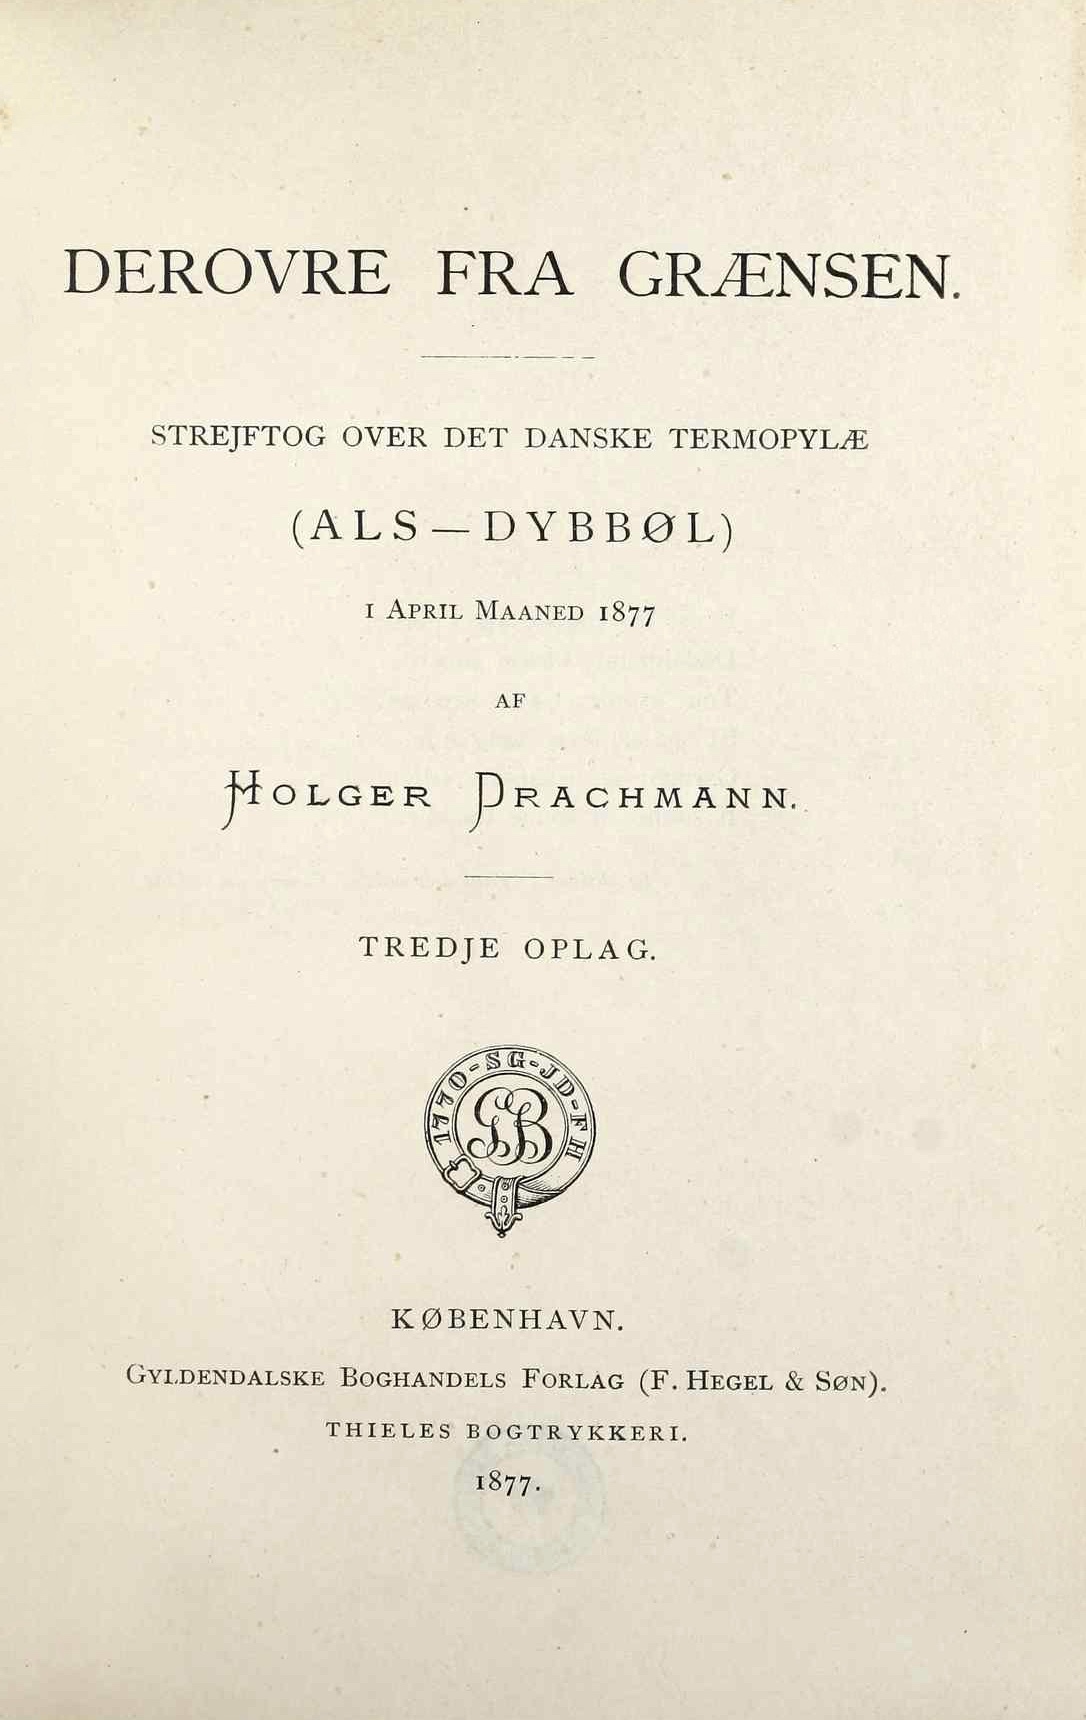 DEROVRE FRA GRÆNSEN.
STREJFTOG OVER DET DANSKE TERMOPYLÆ
(ALS—DYBBØL)
I APRIL MAANED 1877
AF
HOLGER DRACHMANN.
TREDJE OPLAG.
1770-SG-JD-FH
GB
KØBENHAVN.
GYLDENDALSKE BOGHANDELS FORLAG (F. HEGEL & SØN).
THIELES BOGTRYKKERI.
1877.